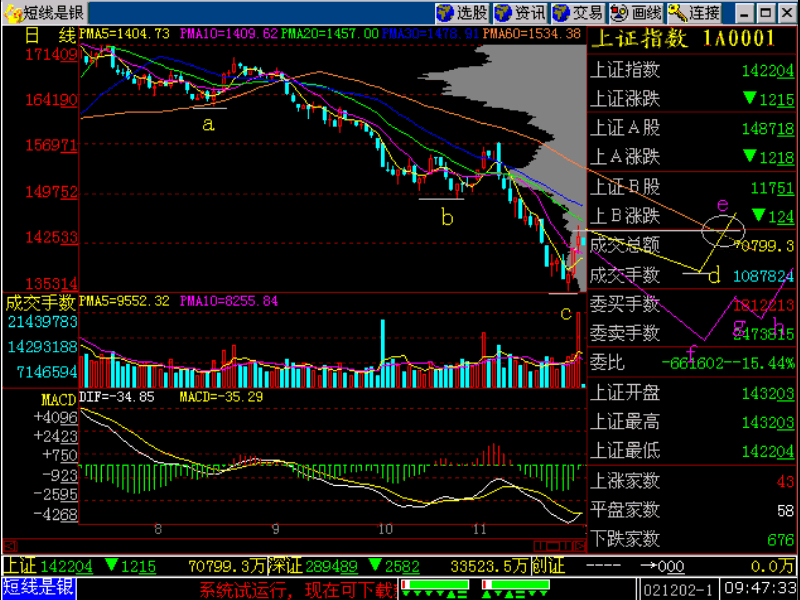 短线是银
选股 资讯 交易 画线 连接
日 线 PMA5=1404.73 PMA10=1409.62 PMA20=1457.00 PMA30=1478.91 PMA60=1534.38
171409
164190
156971
149752
142533
135314
a
b
c
d
e
f
g
h
成交手数 PMA5=9552.32 PMA10=8255.84
21439783
14293188
7146594
MACD DIF=-34.85 MACD=-35.29
+4096
+2423
+750
-923
-2595
-4268
8 9 10 11
上证指数 1A0001
上证指数 142204
上证涨跌 ▼1215
上证A股 148718
上A涨跌 ▼1218
上证B股 11751
上B涨跌 ▼124
成交总额 70799.3
成交手数 1087824
委买手数 1812213
委卖手数 2473815
委比 -661602--15.44%
上证开盘 143203
上证最高 143203
上证最低 142204
上涨家数 43
平盘家数 58
下跌家数 676
上证 142204 ▼1215 70799.3万 深证 289489 ▼2582 33523.5万 创证 ---- →000 0.0万
短线是银 系统试运行，现在可下载 021202-1 09:47:33